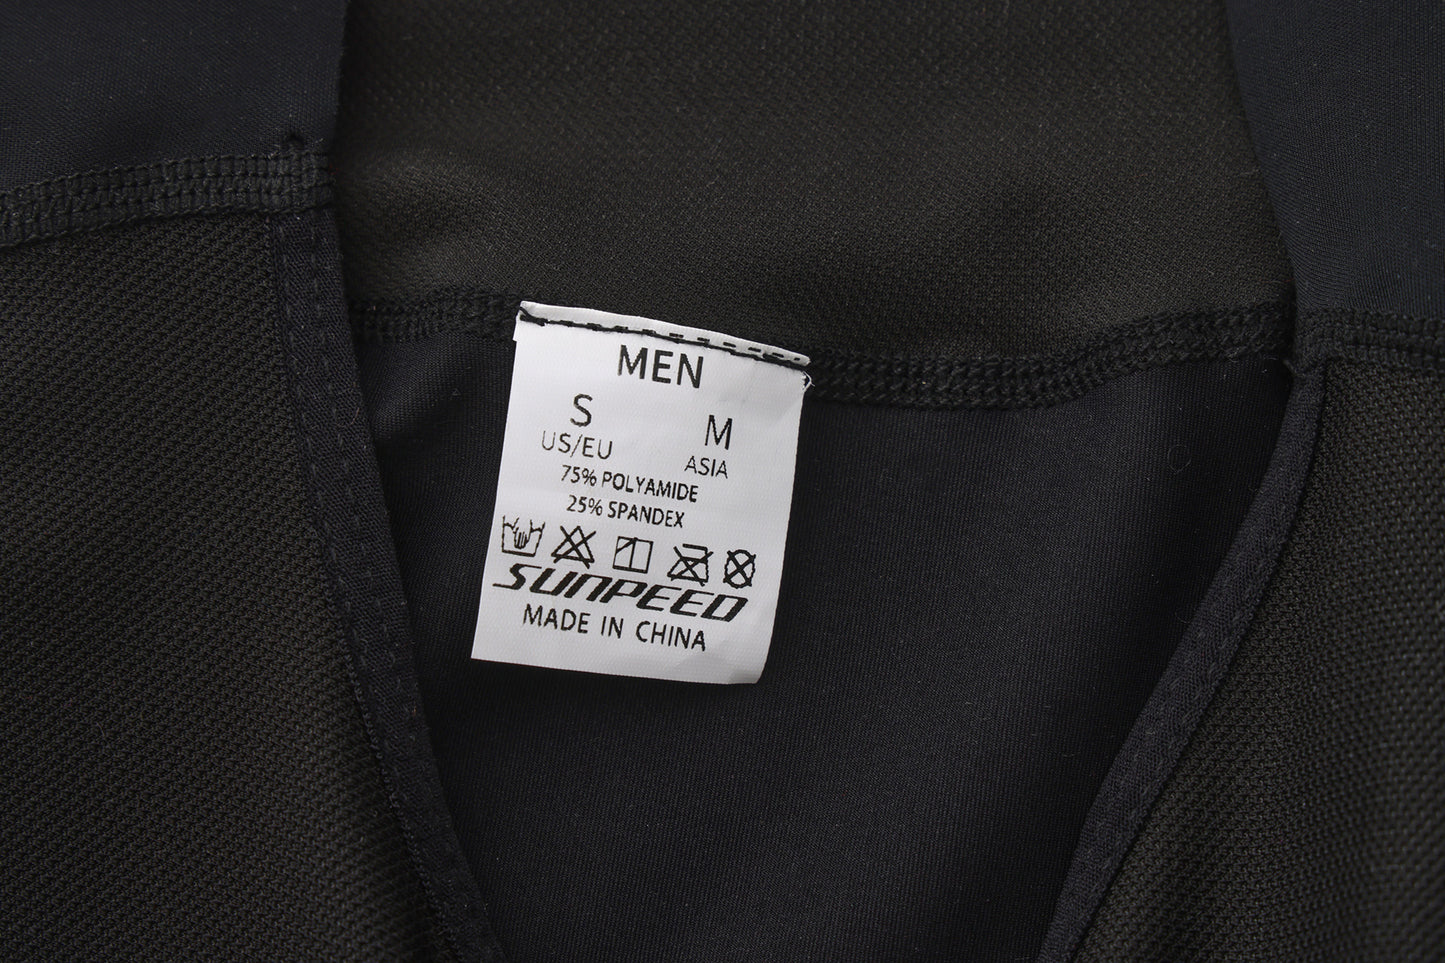 MEN
S M
US/EU ASIA
75% POLYAMIDE
25% SPANDEX
SUNPEED
MADE IN CHINA